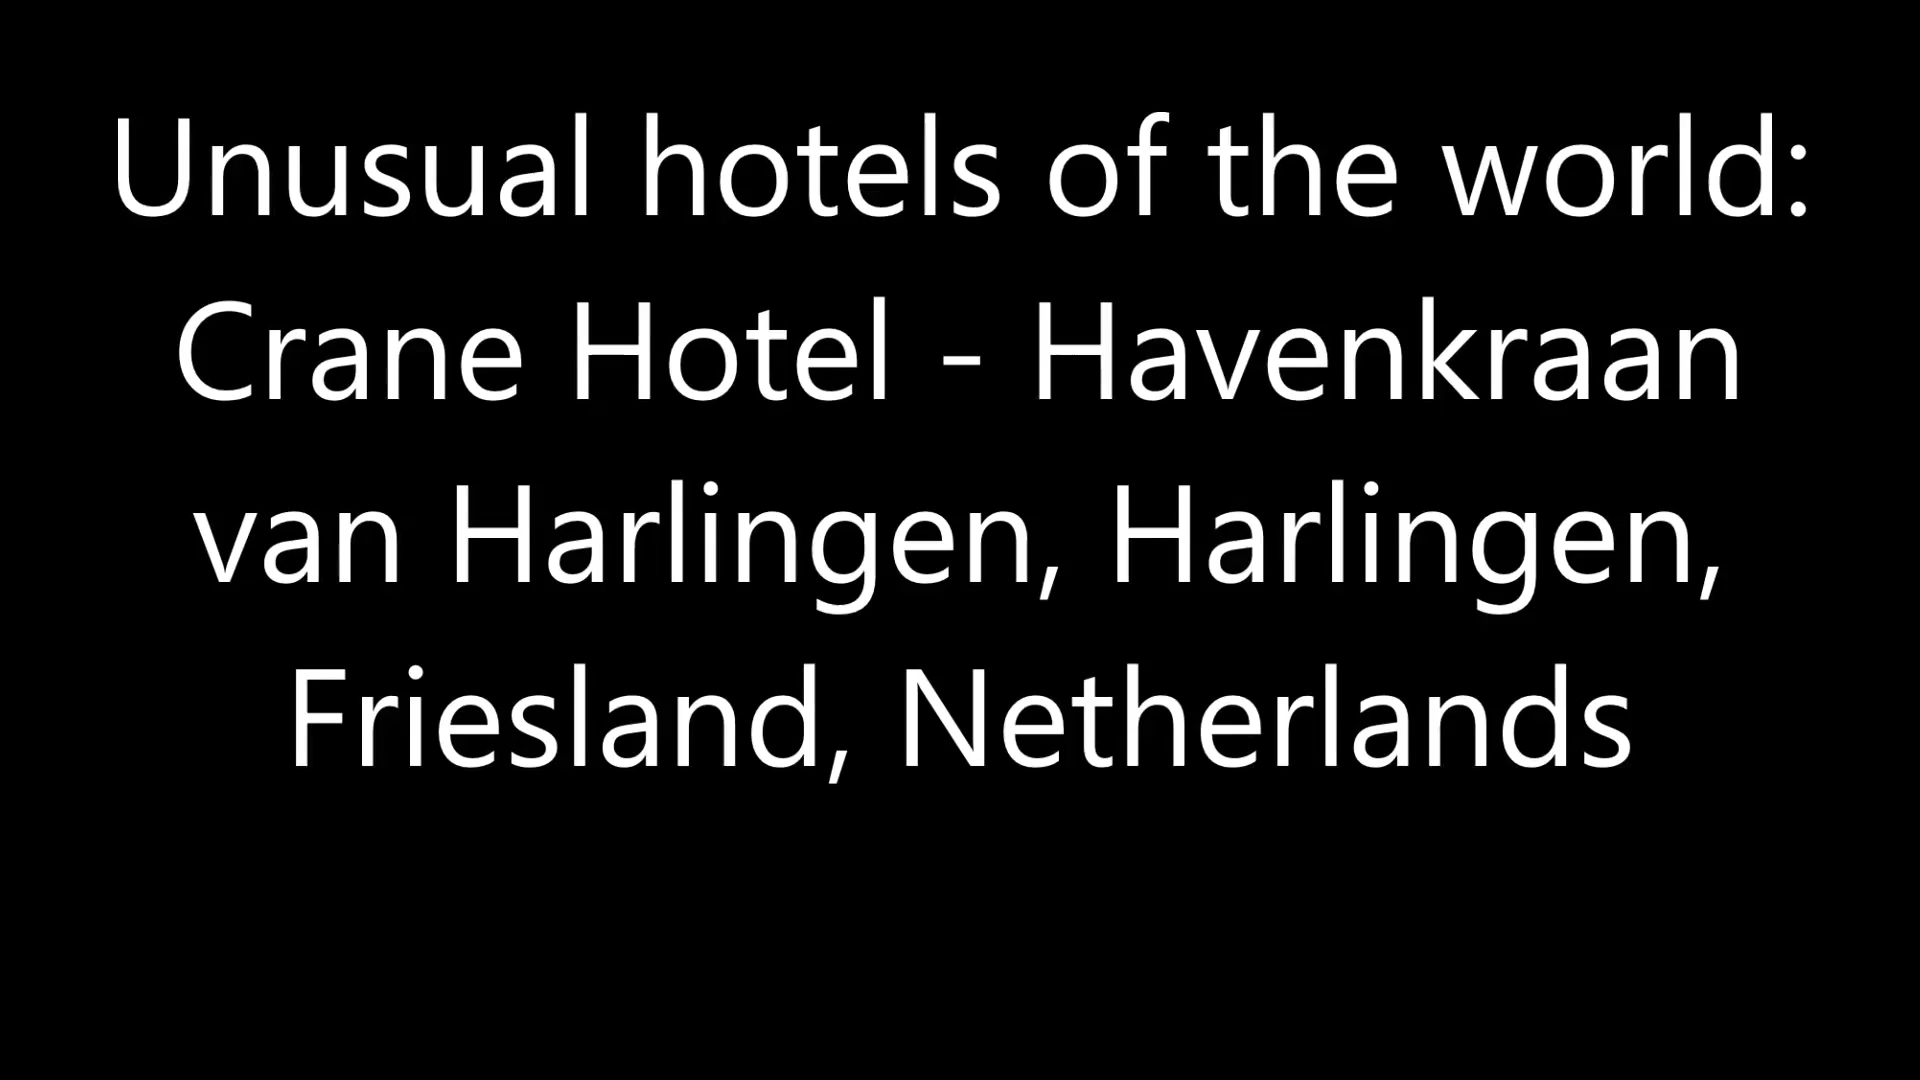 Unusual hotels of the world:
Crane Hotel - Havenkraan
van Harlingen, Harlingen,
Friesland, Netherlands